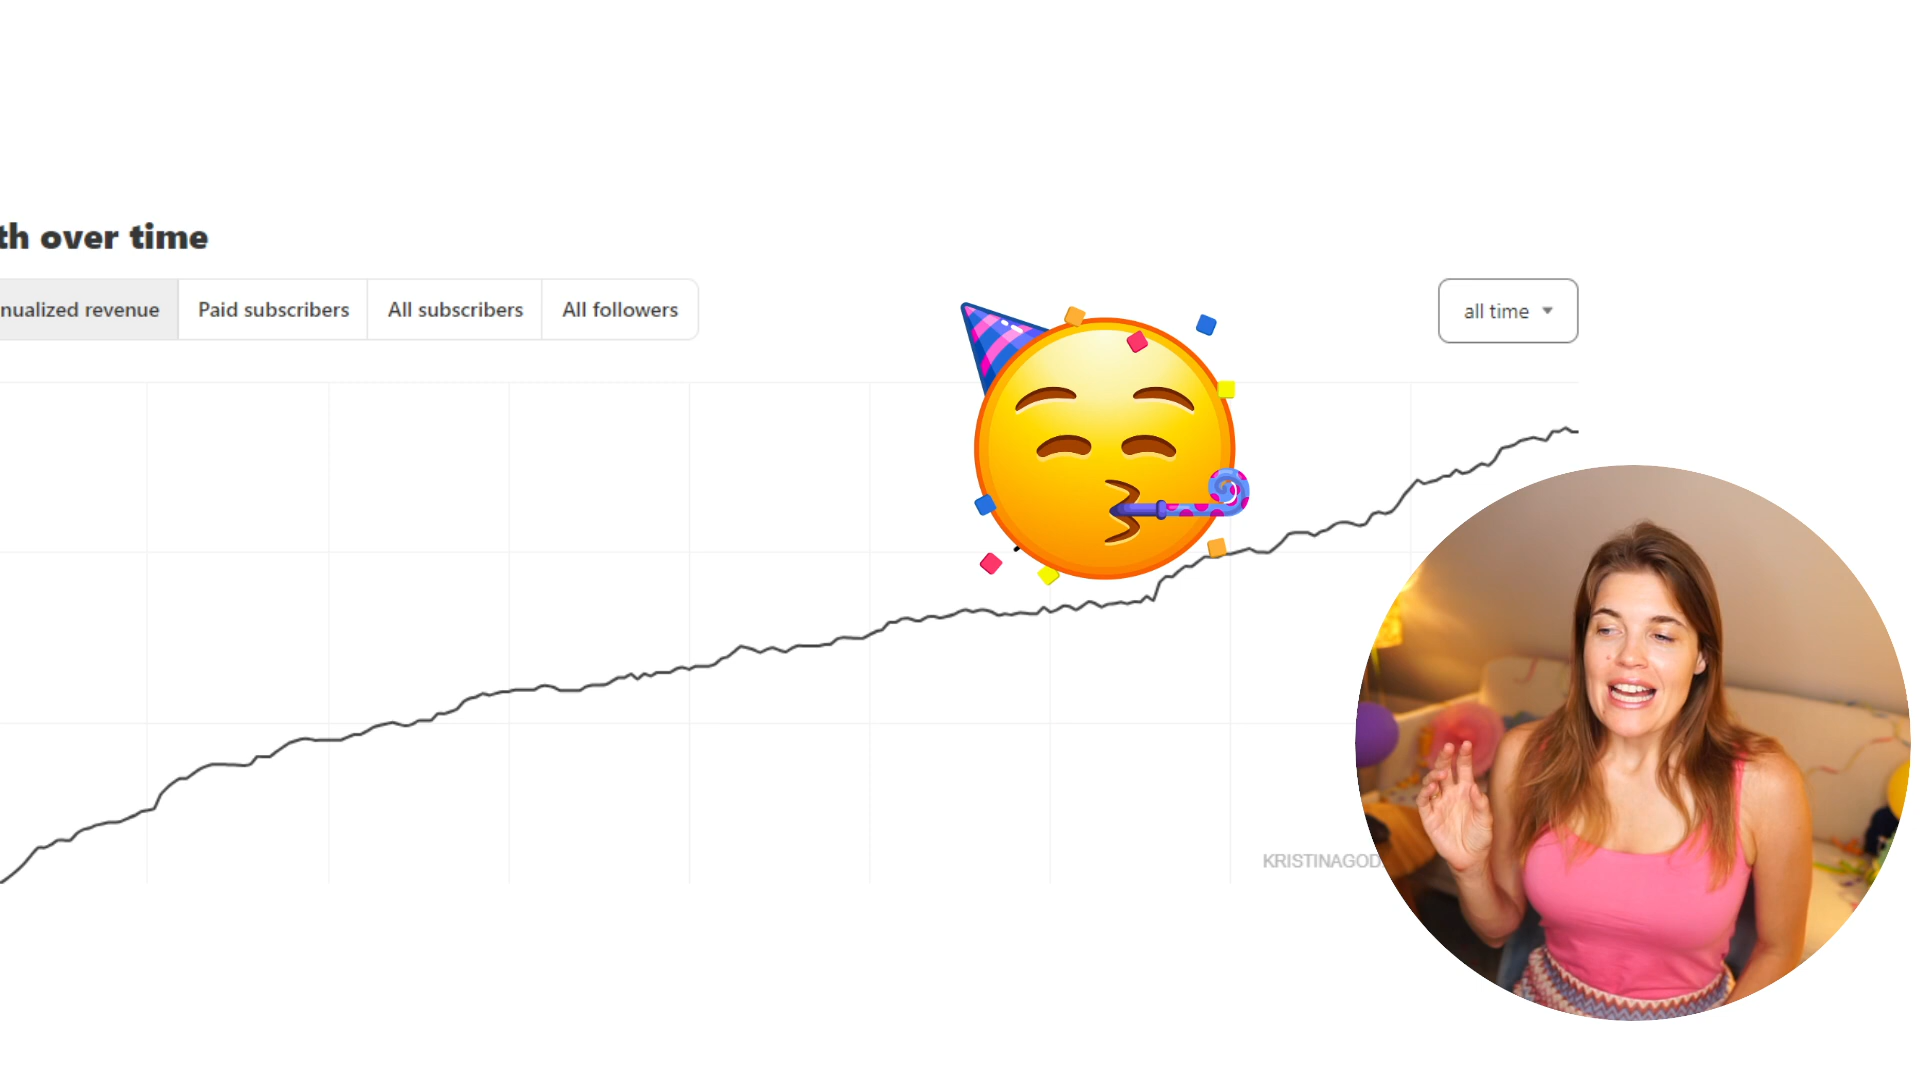 th over time
nualized revenue
Paid subscribers
All subscribers
All followers
all time
KRISTINAGOD